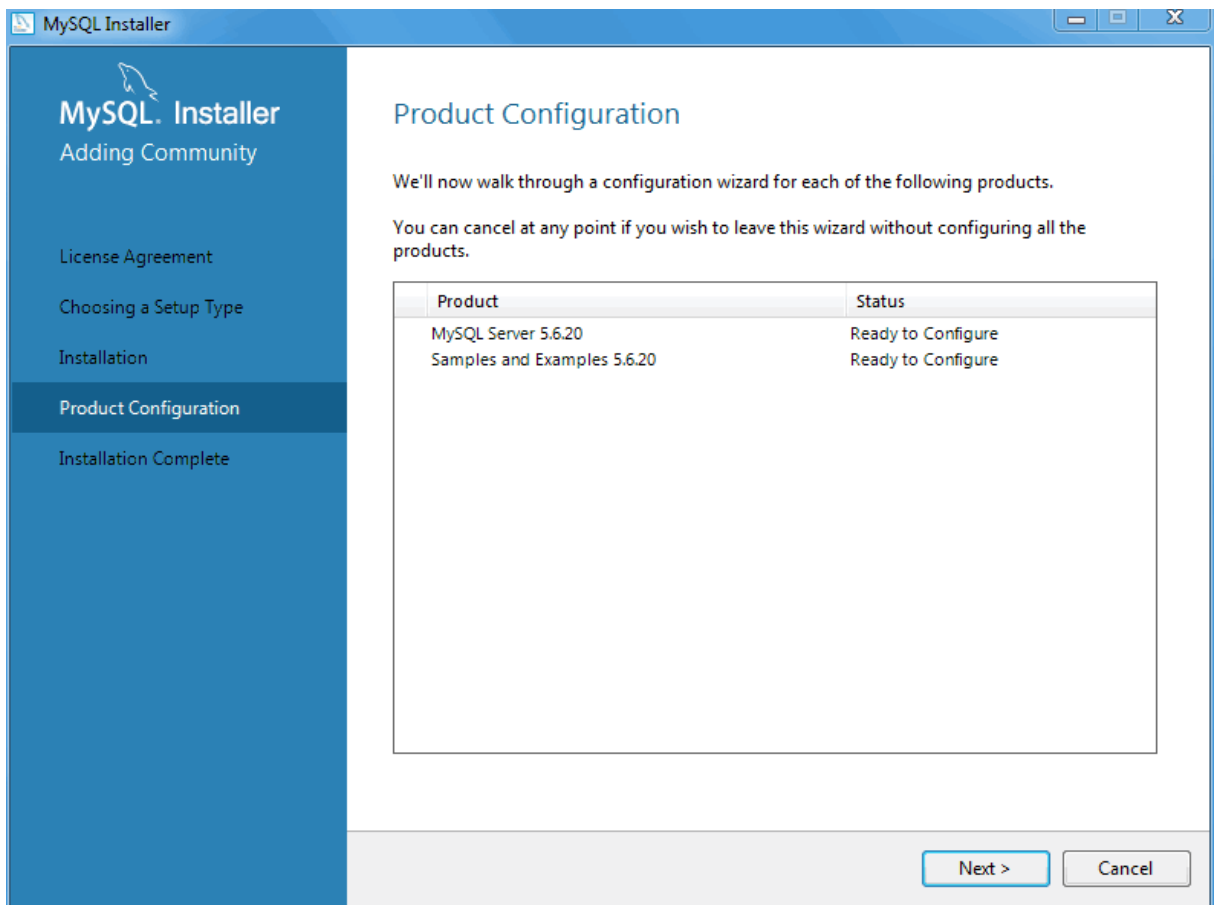 MySQL Installer
MySQL. Installer
Adding Community
License Agreement
Choosing a Setup Type
Installation
Product Configuration
Installation Complete
Product Configuration
We'll now walk through a configuration wizard for each of the following products.
You can cancel at any point if you wish to leave this wizard without configuring all the
products.
Product Status
MySQL Server 5.6.20 Ready to Configure
Samples and Examples 5.6.20 Ready to Configure
Next > Cancel